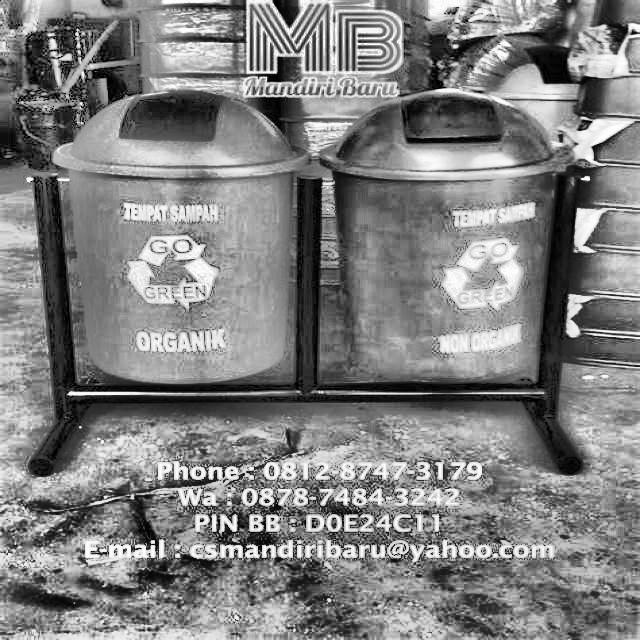 MB
Mandiri Baru
TEMPAT SAMPAH
GO
GREEN
ORGANIK
TEMPAT SAMPAH
GO
GREEN
NON ORGANIK
Phone : 0812-8747-3179
Wa : 0878-7484-3242
PIN BB : D0E24C11
E-mail : csmandiribaru@yahoo.com